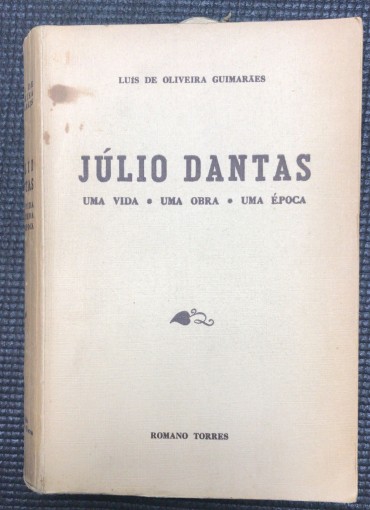 LUIS DE OLIVEIRA GUIMARÃES
JÚLIO DANTAS
UMA VIDA • UMA OBRA • UMA ÉPOCA
ROMANO TORRES